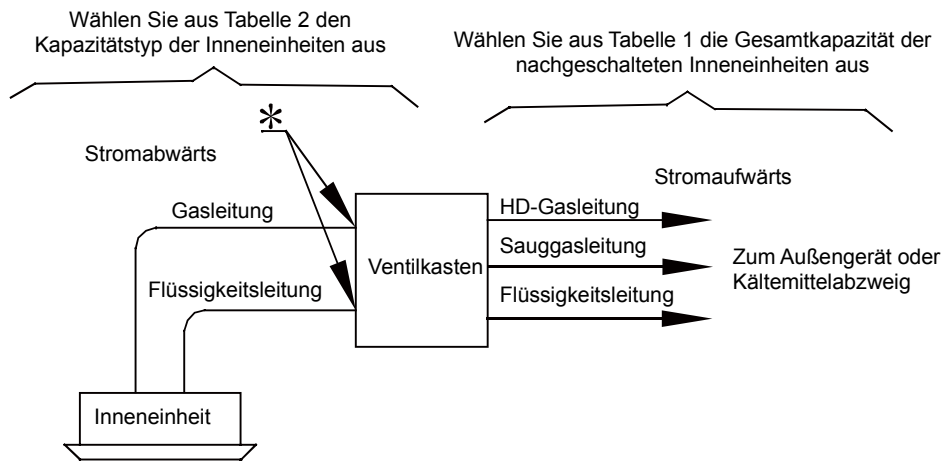 Wählen Sie aus Tabelle 2 den
Kapazitätstyp der Inneneinheiten aus
Wählen Sie aus Tabelle 1 die Gesamtkapazität der
nachgeschalteten Inneneinheiten aus
*
Stromabwärts
Stromaufwärts
Gasleitung
HD-Gasleitung
Sauggasleitung
Ventilkasten
Zum Außengerät oder
Kältemittelabzweig
Flüssigkeitsleitung
Flüssigkeitsleitung
Inneneinheit